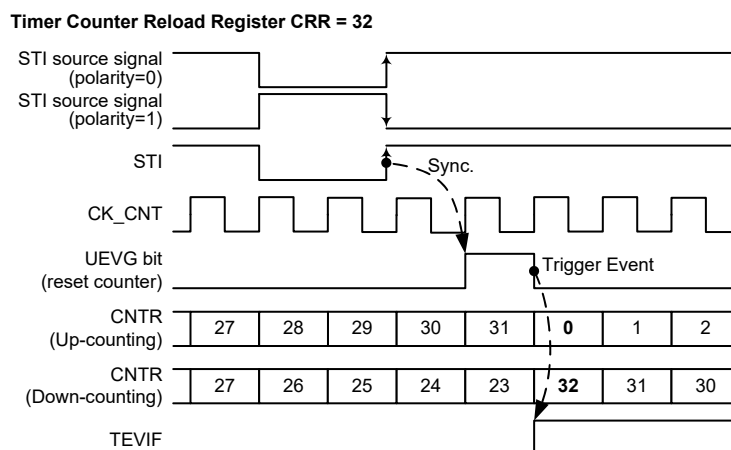 Timer Counter Reload Register CRR = 32
STI source signal
(polarity=0)
STI source signal
(polarity=1)
STI
Sync.
CK_CNT
UEVG bit
(reset counter)
Trigger Event
CNTR
(Up-counting)
27 28 29 30 31 0 1 2
CNTR
(Down-counting)
27 26 25 24 23 32 31 30
TEVIF